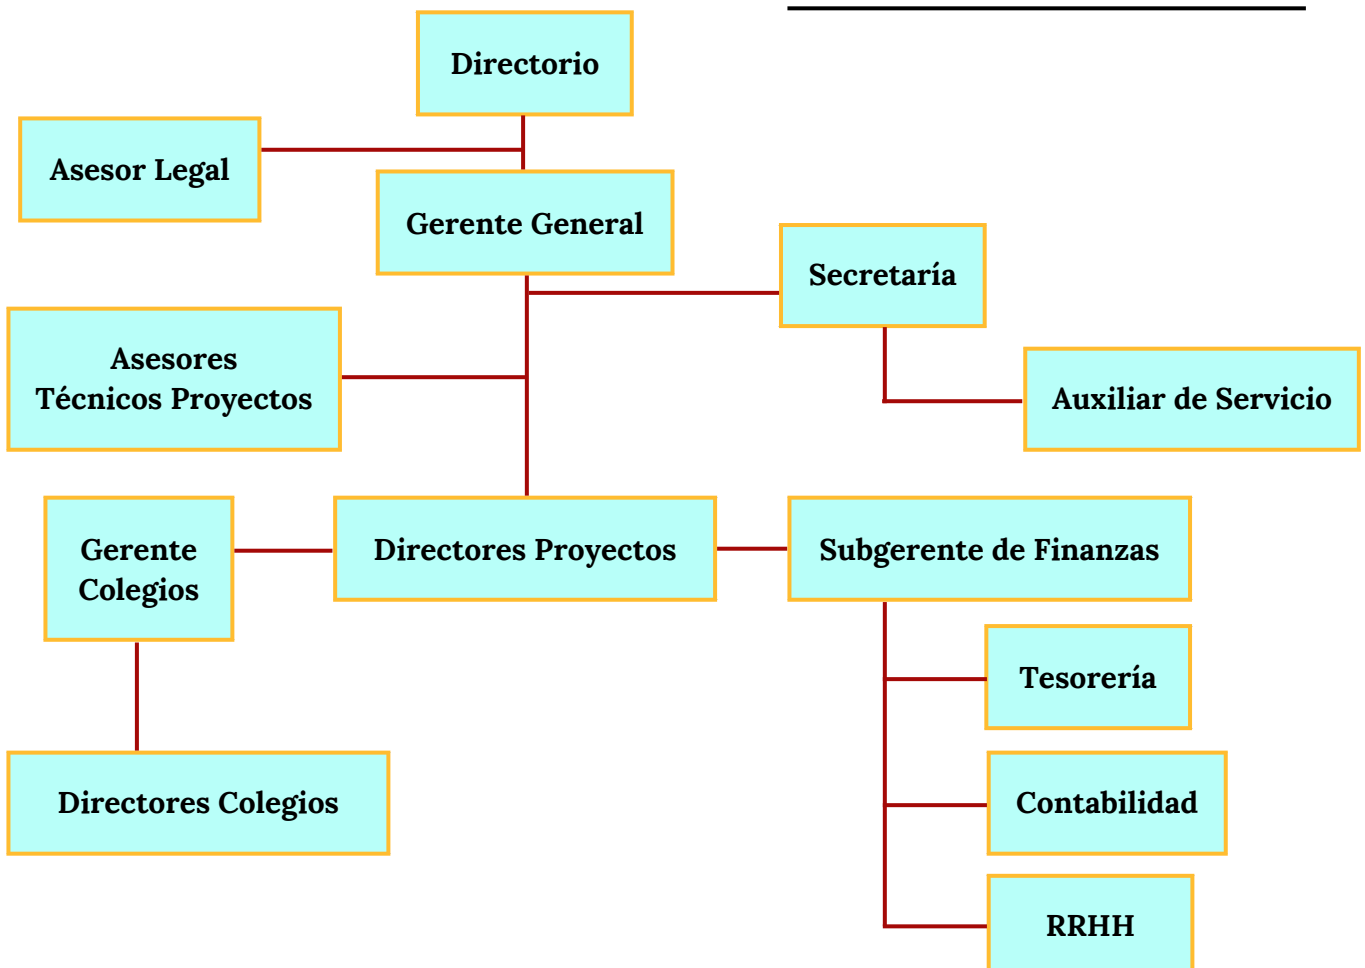 Directorio
Asesor Legal
Gerente General
Secretaría
Asesores
Técnicos Proyectos
Auxiliar de Servicio
Gerente
Colegios
Directores Proyectos
Subgerente de Finanzas
Tesorería
Directores Colegios
Contabilidad
RRHH